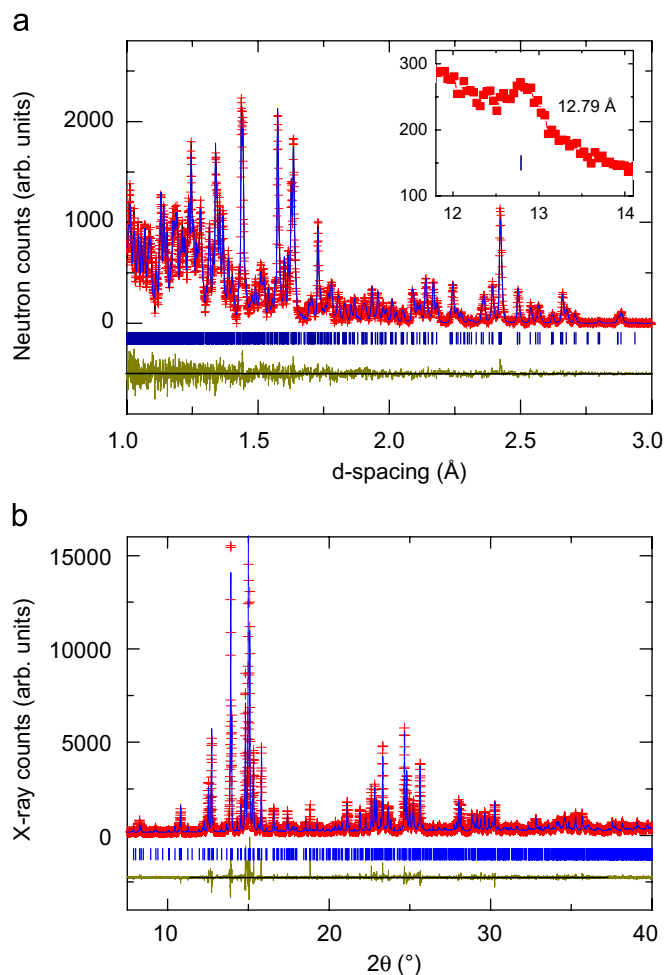 a
Neutron counts (arb. units)
2000
1000
0
300
200
100
12.79 Å
12 13 14
1.0 1.5 2.0 2.5 3.0
d-spacing (Å)
b
X-ray counts (arb. units)
15000
10000
5000
0
10 20 30 40
2θ (°)